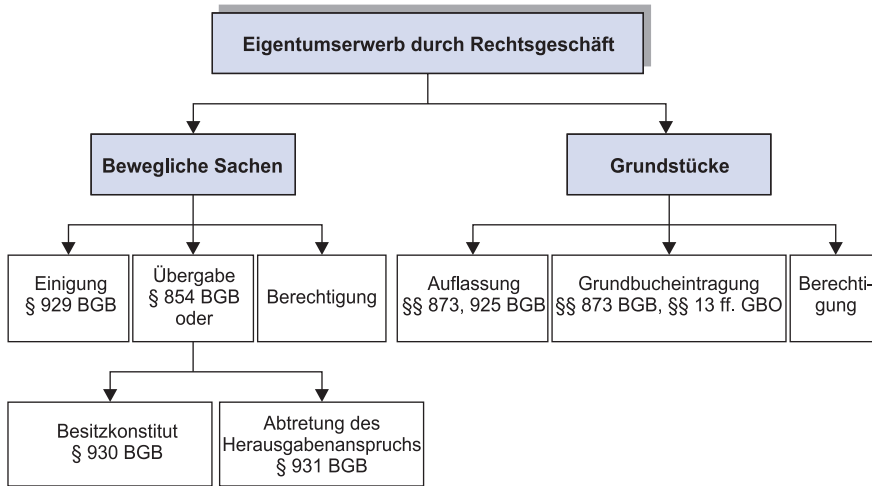 Eigentumserwerb durch Rechtsgeschäft
Bewegliche Sachen
Grundstücke
Einigung
§ 929 BGB
Übergabe
§ 854 BGB
oder
Berechtigung
Auflassung
§§ 873, 925 BGB
Grundbucheintragung
§§ 873 BGB, §§ 13 ff. GBO
Berechti-
gung
Besitzkonstitut
§ 930 BGB
Abtretung des
Herausgabenanspruchs
§ 931 BGB